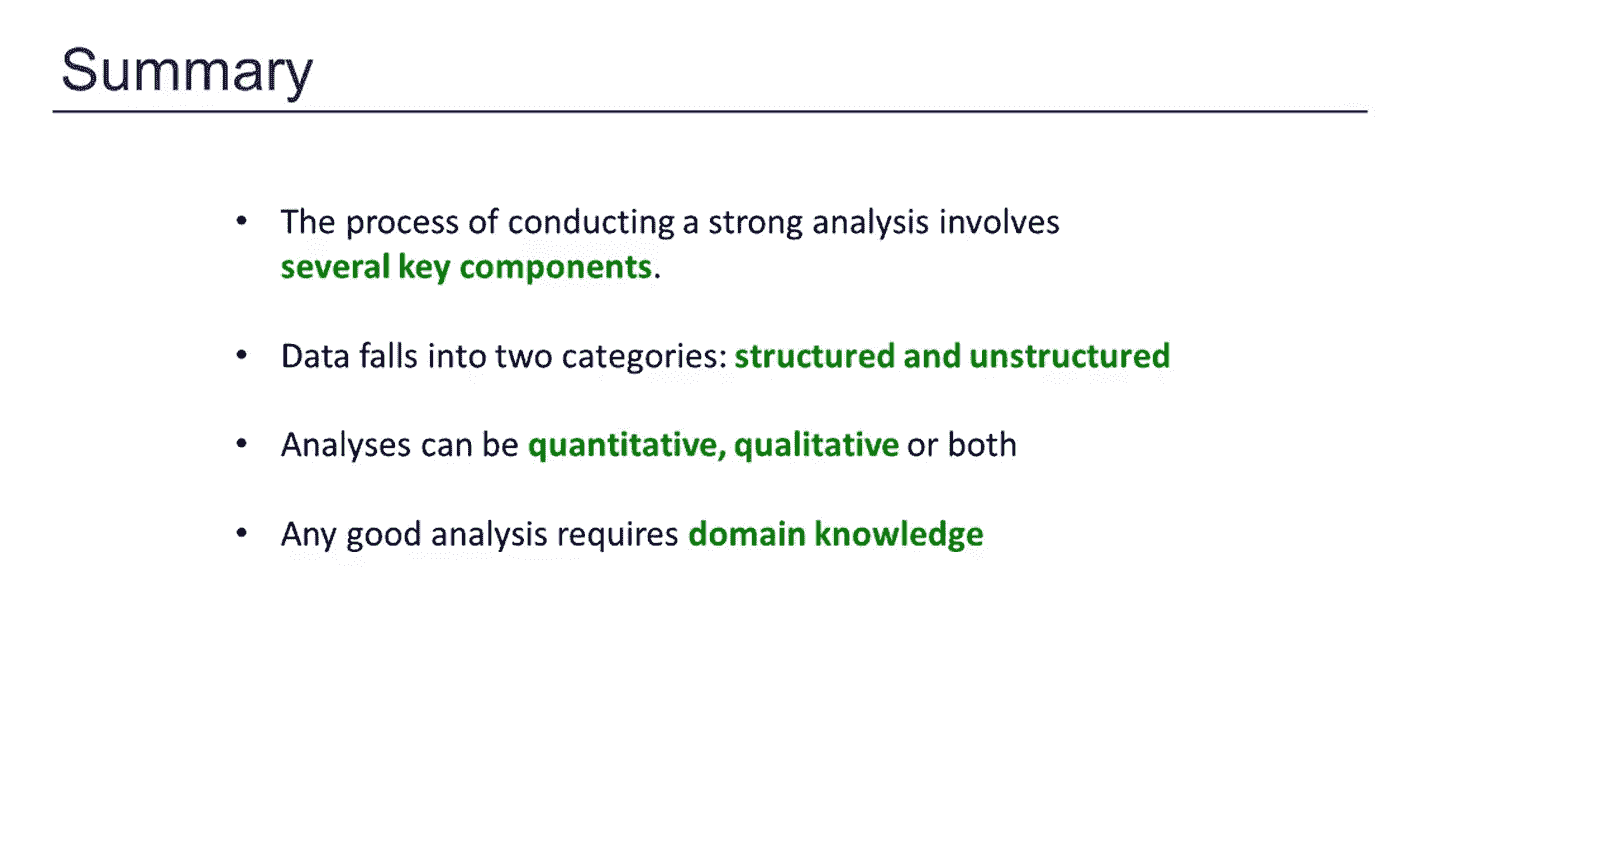 Summary
• The process of conducting a strong analysis involves
several key components.
• Data falls into two categories: structured and unstructured
• Analyses can be quantitative, qualitative or both
• Any good analysis requires domain knowledge